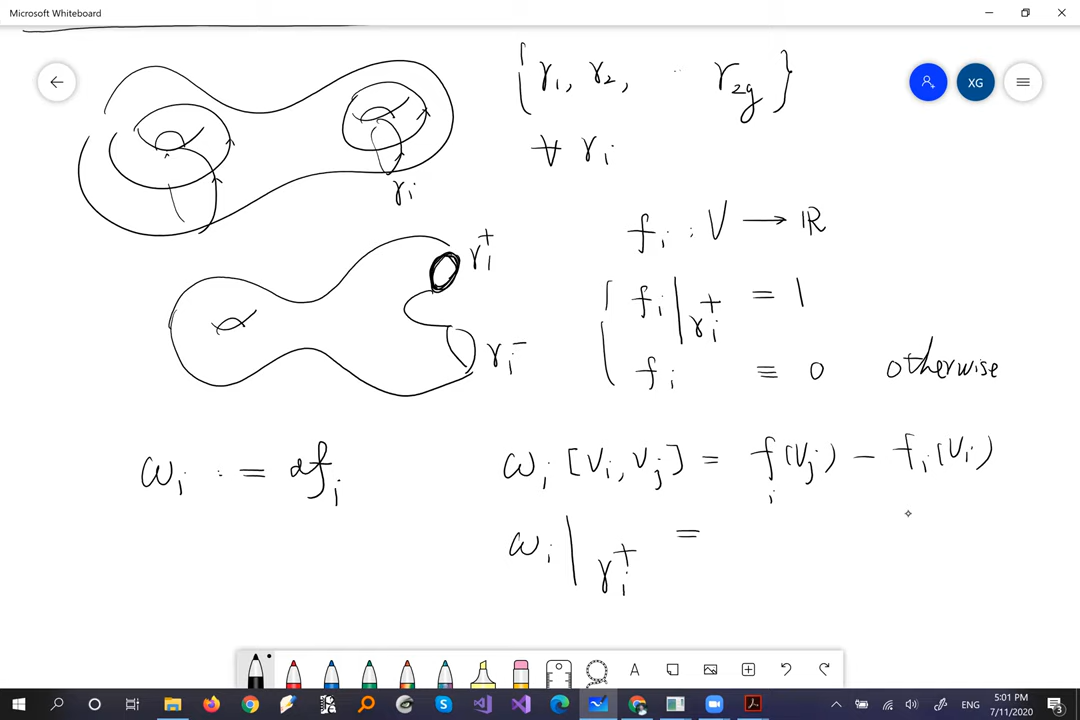 Microsoft Whiteboard
XG
{γ₁, γ₂, · γ₂g}
∀ γᵢ
γᵢ
fᵢ : V → ℝ
γᵢ⁺
fᵢ|γᵢ⁺ = 1
γᵢ⁻
fᵢ ≡ 0 otherwise
ωᵢ := dfᵢ
ωᵢ [vᵢ, vⱼ] = fᵢ(vⱼ) − fᵢ(vᵢ)
ωᵢ|γᵢ⁺ =
A
ENG
5:01 PM
7/11/2020
3